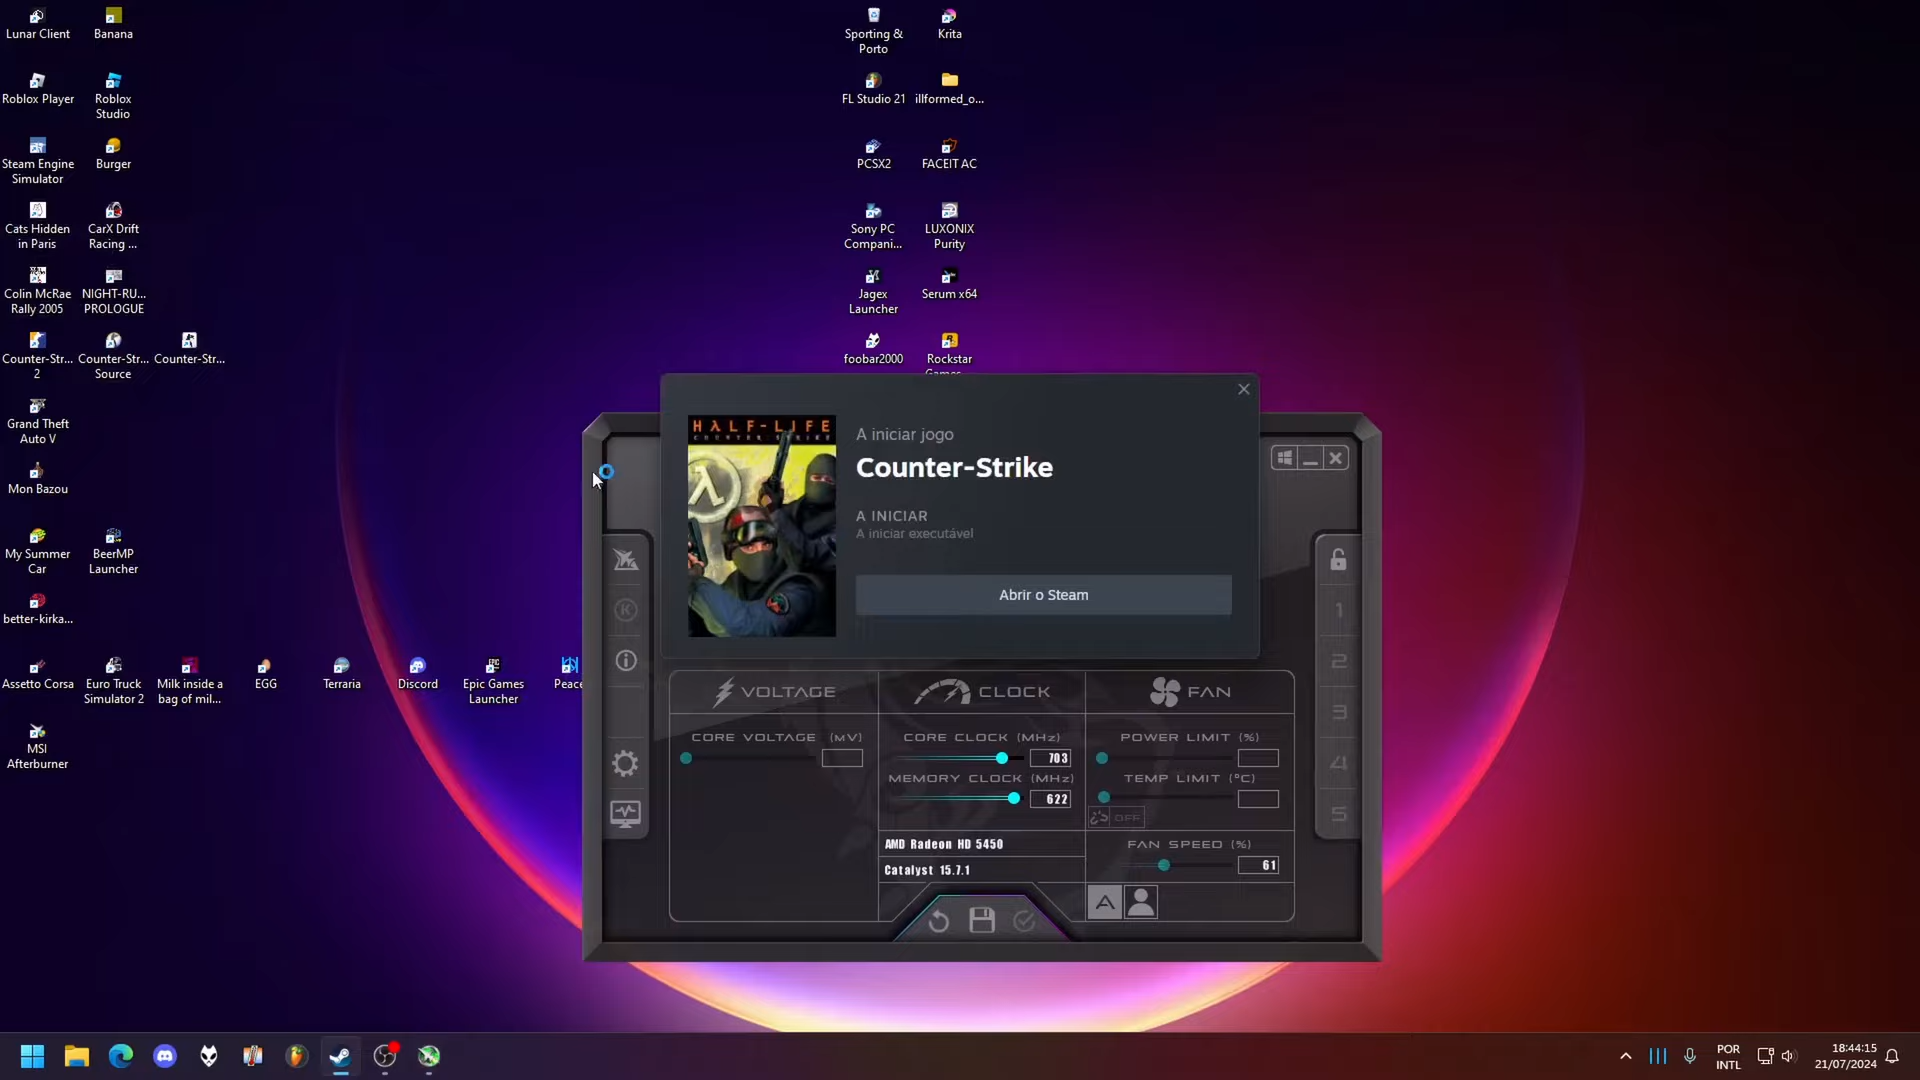 Lunar Client
Banana
Sporting &
Porto
Krita
Roblox Player
Roblox
Studio
FL Studio 21
illformed_o...
Steam Engine
Simulator
Burger
PCSX2
FACEIT AC
Cats Hidden
in Paris
CarX Drift
Racing ...
Sony PC
Compani...
LUXONIX
Purity
Colin McRae
Rally 2005
NIGHT-RU...
PROLOGUE
Jagex
Launcher
Serum x64
Counter-Str...
2
Counter-Str...
Source
Counter-Str...
foobar2000
Rockstar
Games
Grand Theft
Auto V
Mon Bazou
My Summer
Car
BeerMP
Launcher
better-kirka...
Assetto Corsa
Euro Truck
Simulator 2
Milk inside a
bag of mil...
EGG
Terraria
Discord
Epic Games
Launcher
Peace
MSI
Afterburner
HALF-LIFE
COUNTER-STRIKE
A iniciar jogo
Counter-Strike
A INICIAR
A iniciar executável
Abrir o Steam
K
1
2
3
4
5
VOLTAGE
CLOCK
FAN
CORE VOLTAGE (MV)
CORE CLOCK (MHz)
703
POWER LIMIT (%)
MEMORY CLOCK (MHz)
622
TEMP LIMIT (°C)
OFF
AMD Radeon HD 5450
FAN SPEED (%)
61
Catalyst 15.7.1
A
POR
INTL
18:44:15
21/07/2024